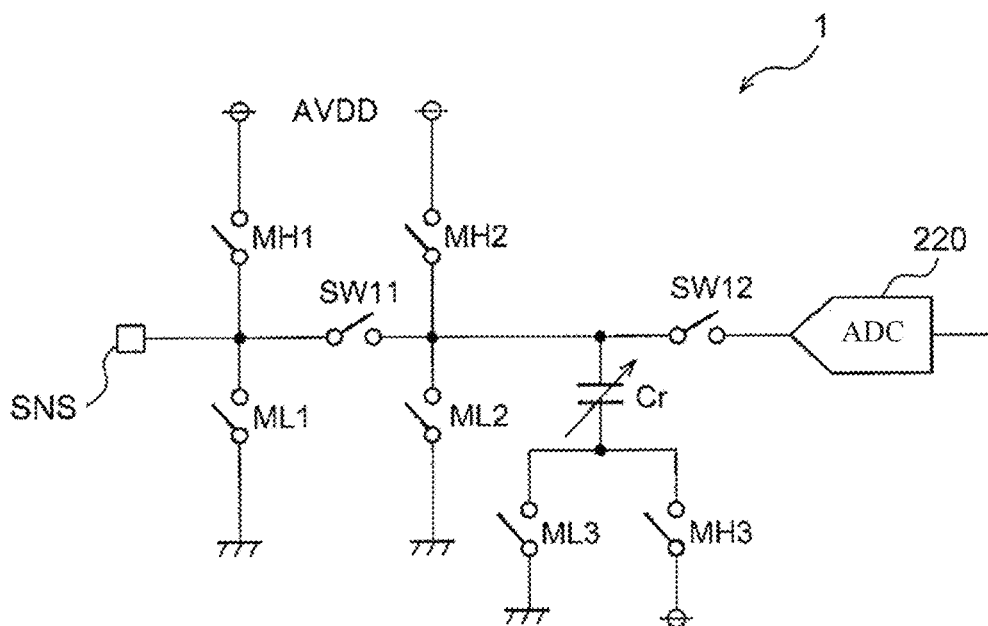 1
AVDD
MH1
MH2
220
SW11
SW12
ADC
SNS
ML1
ML2
Cr
ML3
MH3